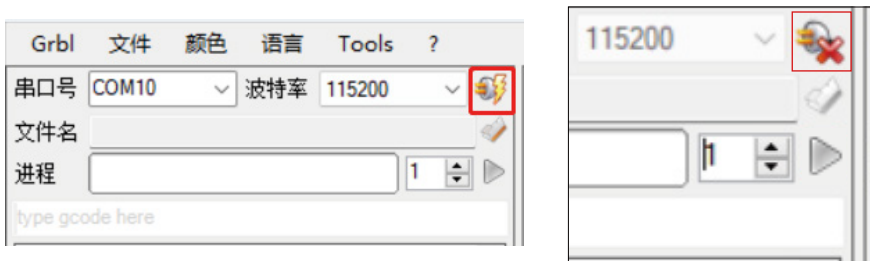 Grbl 文件 颜色 语言 Tools ?
串口号 COM10 波特率 115200
文件名
进程 1
type gcode here
115200
1